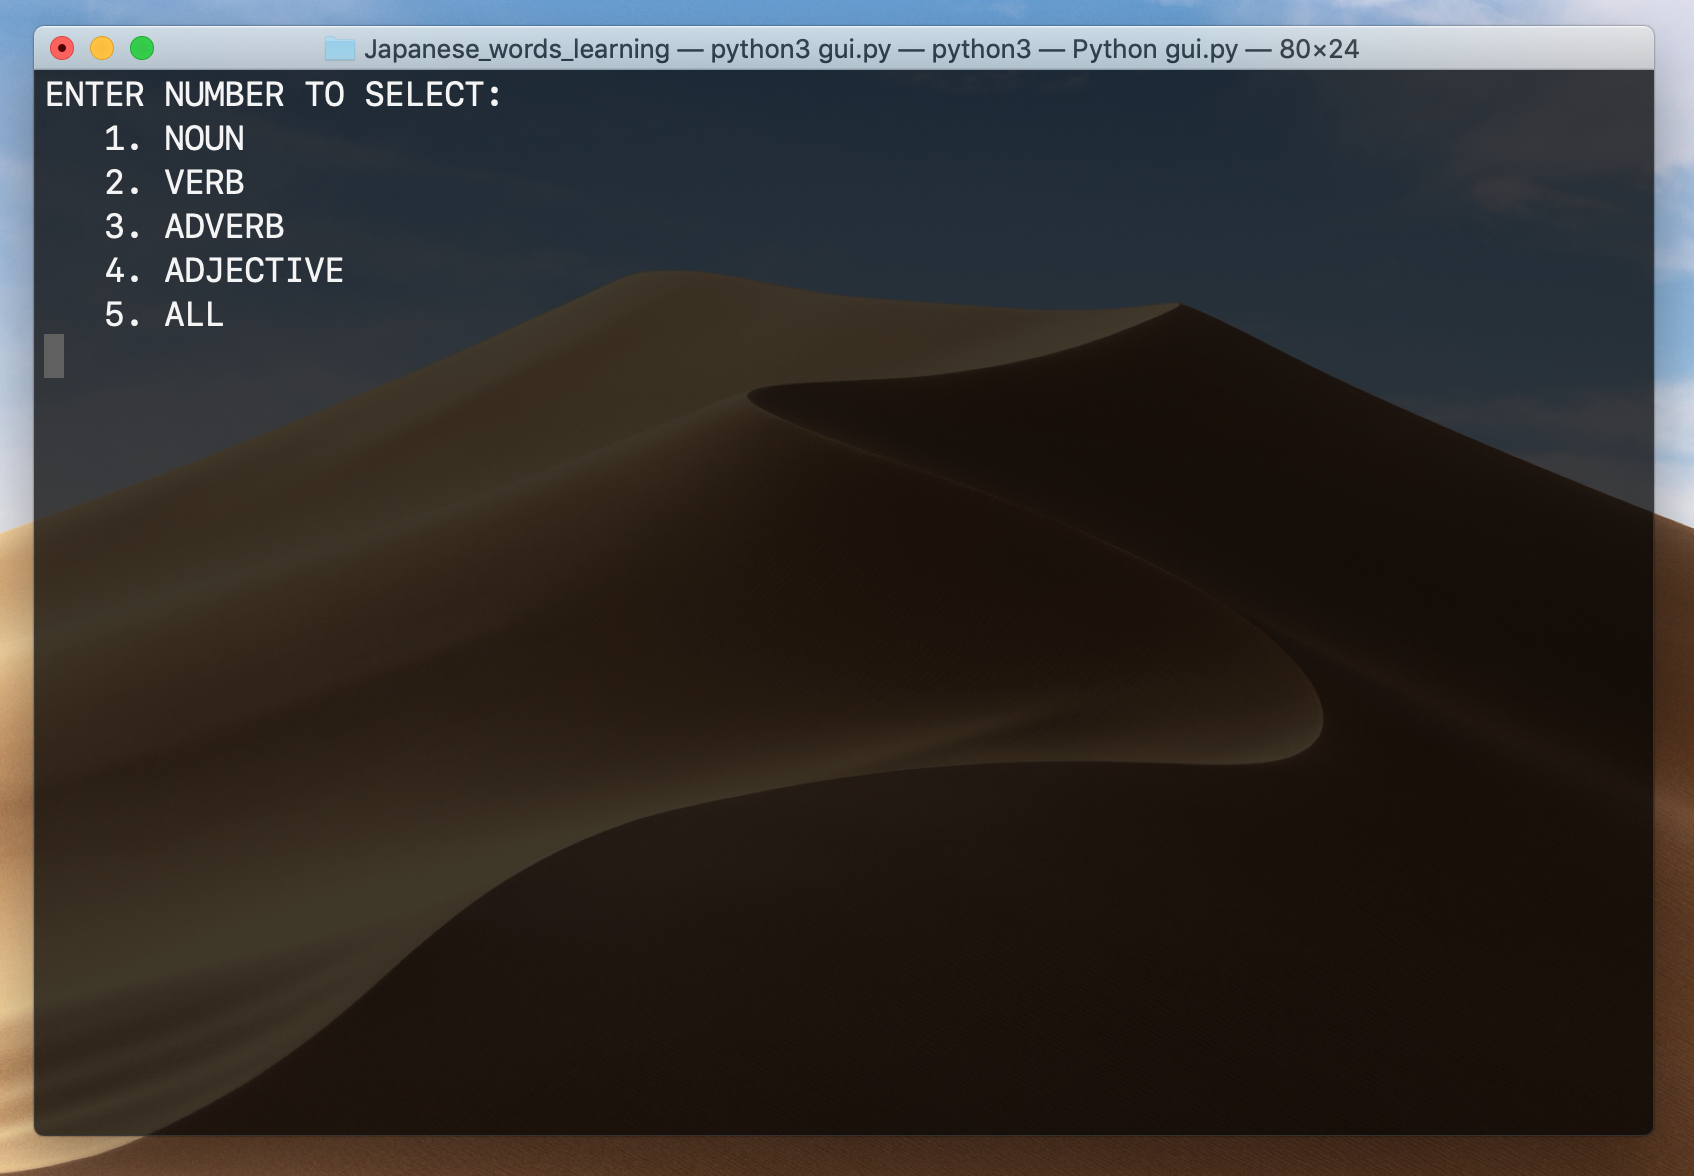 Japanese_words_learning — python3 gui.py — python3 — Python gui.py — 80×24
ENTER NUMBER TO SELECT:
1. NOUN
2. VERB
3. ADVERB
4. ADJECTIVE
5. ALL